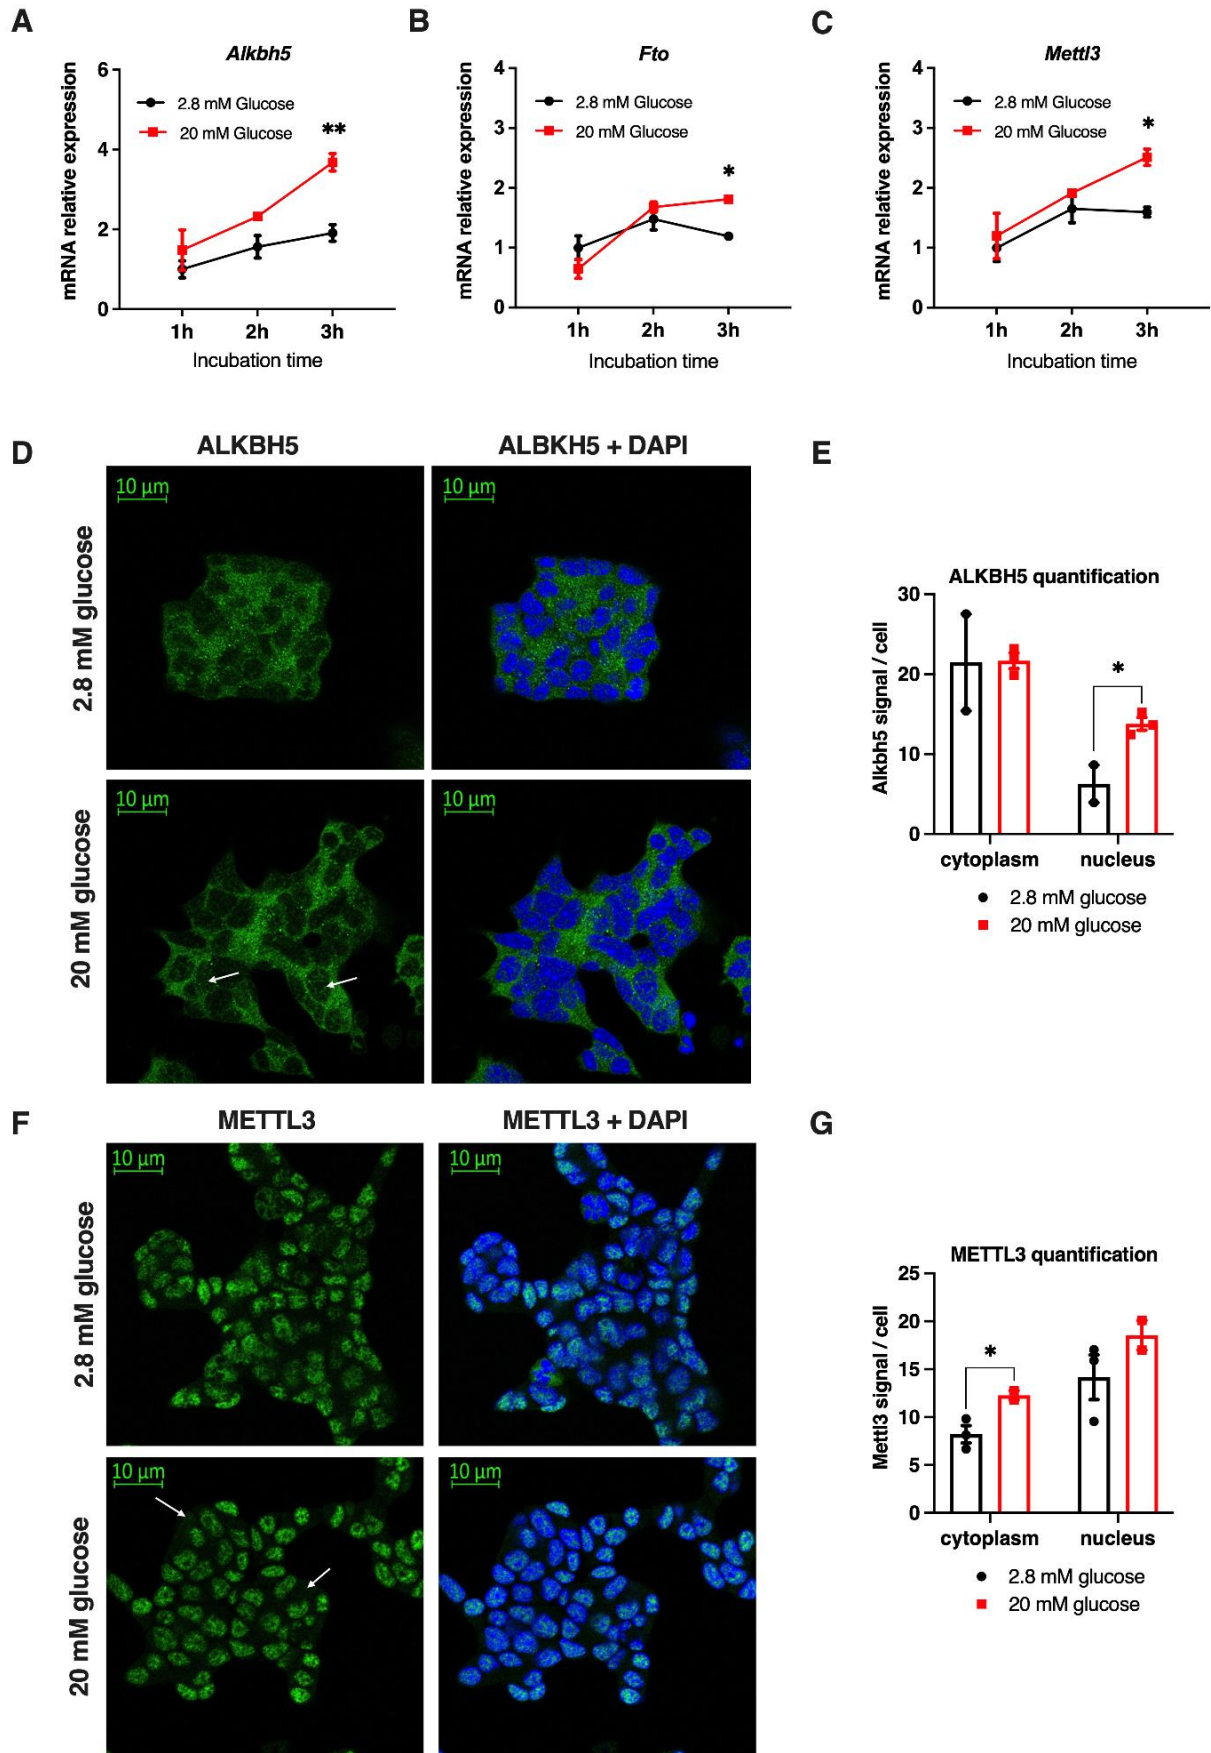 A
B
C
Alkbh5
mRNA relative expression
6
4
2
0
2.8 mM Glucose
20 mM Glucose
**
1h
2h
3h
Incubation time
Fto
mRNA relative expression
4
3
2
1
0
2.8 mM Glucose
20 mM Glucose
*
1h
2h
3h
Incubation time
Mettl3
mRNA relative expression
4
3
2
1
0
2.8 mM Glucose
20 mM Glucose
*
1h
2h
3h
Incubation time
D
ALKBH5
ALBKH5 + DAPI
2.8 mM glucose
10 µm
10 µm
20 mM glucose
10 µm
10 µm
E
ALKBH5 quantification
Alkbh5 signal / cell
30
20
10
0
*
cytoplasm
nucleus
2.8 mM glucose
20 mM glucose
F
METTL3
METTL3 + DAPI
2.8 mM glucose
10 µm
10 µm
20 mM glucose
10 µm
10 µm
G
METTL3 quantification
Mettl3 signal / cell
25
20
15
10
5
0
*
cytoplasm
nucleus
2.8 mM glucose
20 mM glucose